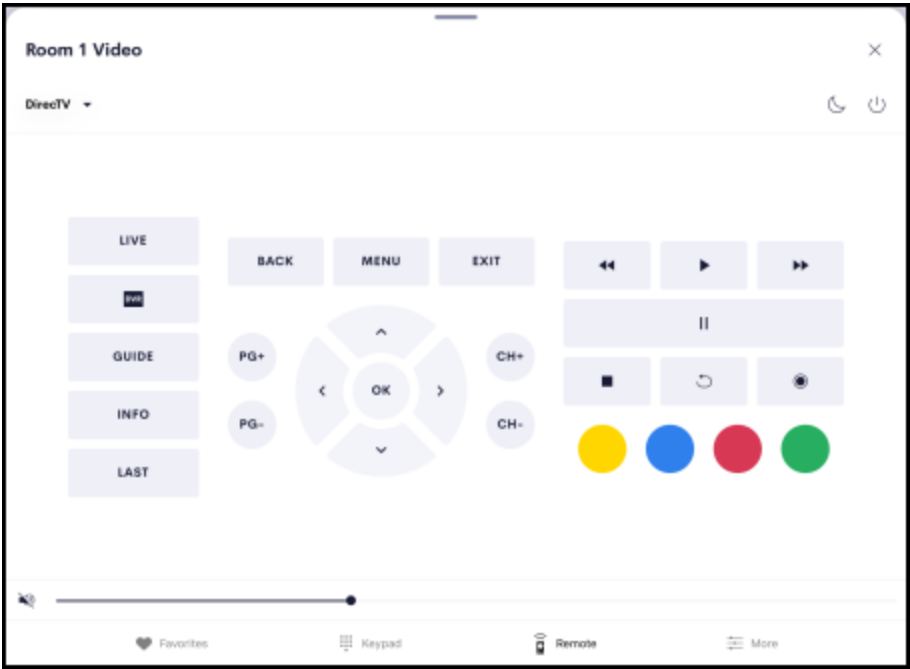 Room 1 Video
DirecTV
LIVE
DVR
GUIDE
INFO
LAST
BACK MENU EXIT
PG+
PG-
OK
CH+
CH-
Favorites Keypad Remote More